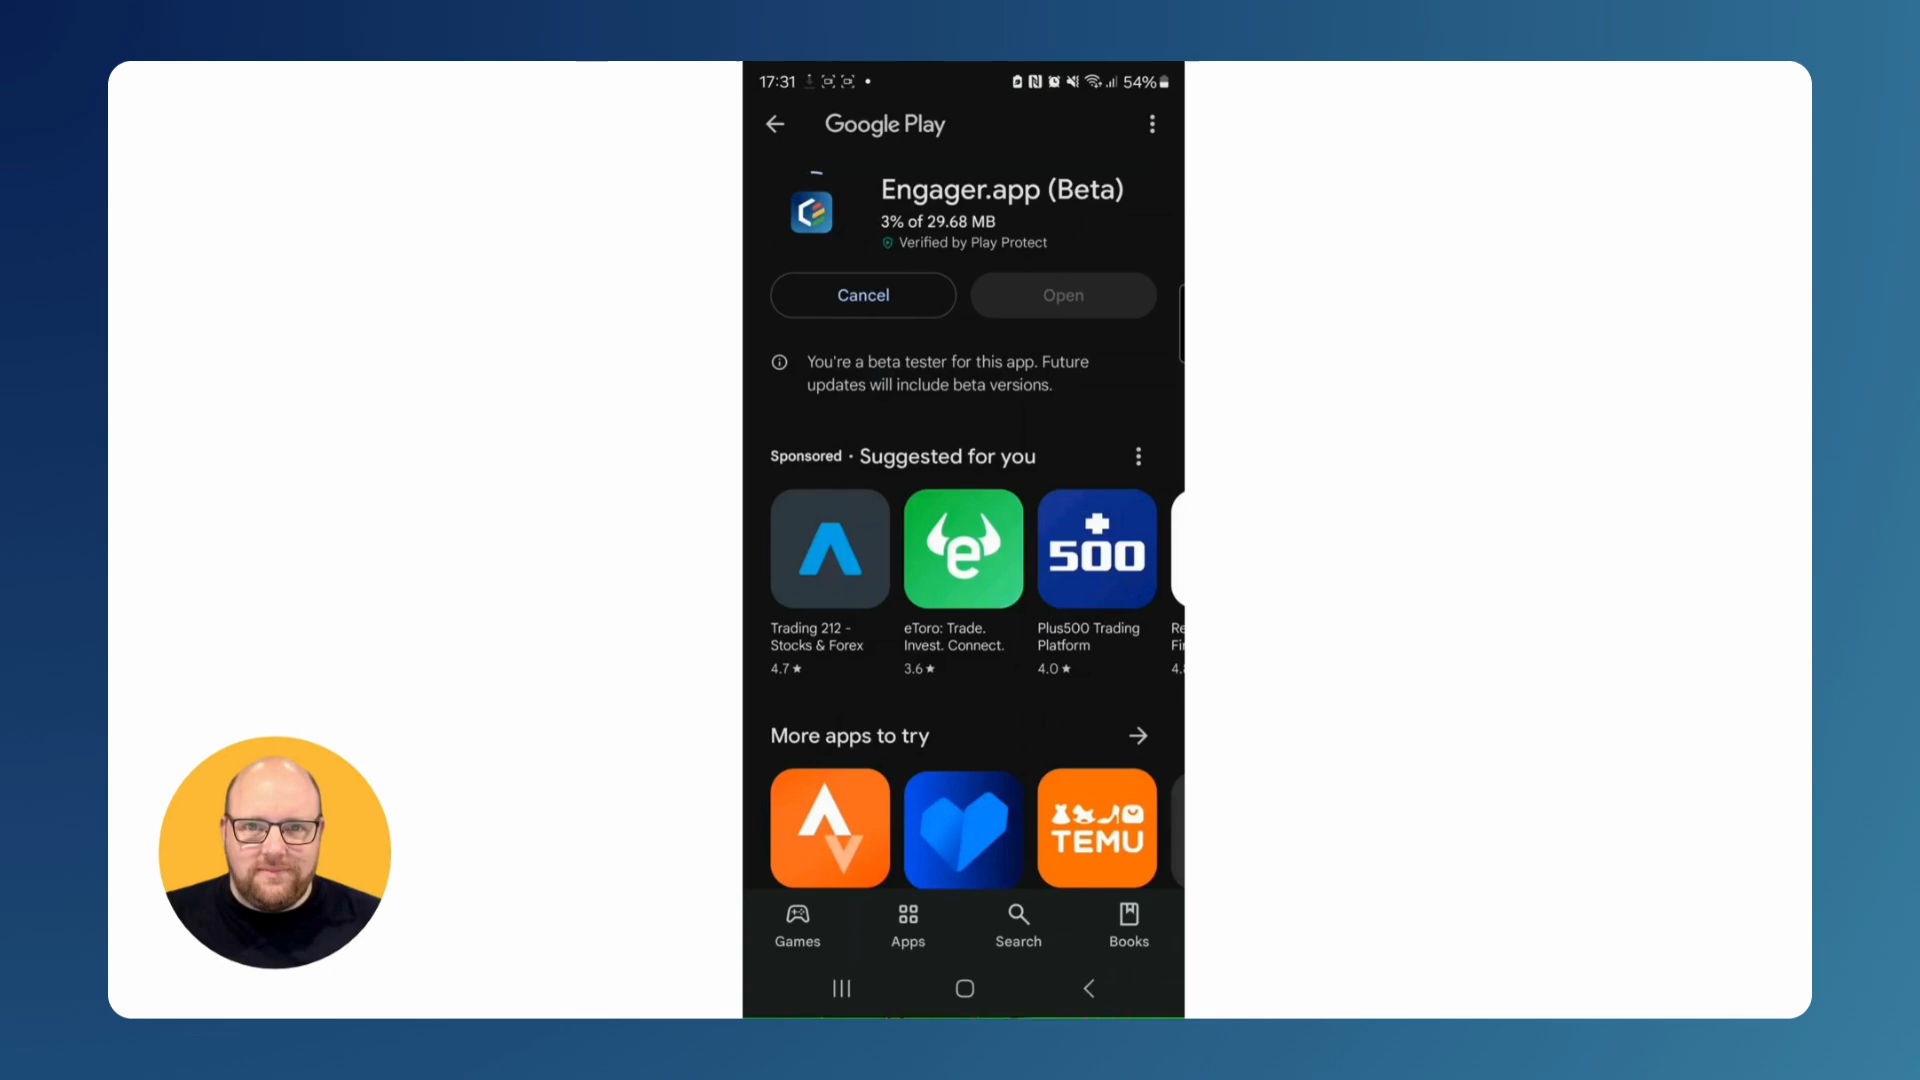 17:31
54%
Google Play
Engager.app (Beta)
3% of 29.68 MB
Verified by Play Protect
Cancel
Open
You're a beta tester for this app. Future
updates will include beta versions.
Sponsored · Suggested for you
e
500
Trading 212 -
Stocks & Forex
4.7 ★
eToro: Trade.
Invest. Connect.
3.6 ★
Plus500 Trading
Platform
4.0 ★
Re
Fi
4.
More apps to try
TEMU
Games
Apps
Search
Books